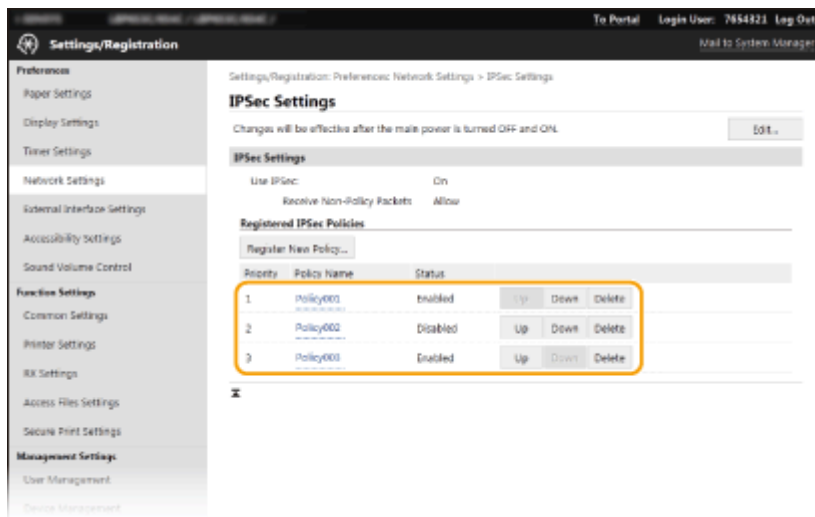 To Portal Login User: 7654321 Log Out
Settings/Registration
Mail to System Manager
Preferences
Paper Settings
Display Settings
Timer Settings
Network Settings
External Interface Settings
Accessibility Settings
Sound Volume Control
Function Settings
Common Settings
Printer Settings
RX Settings
Access Files Settings
Secure Print Settings
Management Settings
User Management
Device Management
Settings/Registration: Preferences: Network Settings > IPSec Settings
IPSec Settings
Changes will be effective after the main power is turned OFF and ON.
Edit...
IPSec Settings
Use IPSec: On
Receive Non-Policy Packets Allow
Registered IPSec Policies
Register New Policy...
Priority Policy Name Status
1 Policy001 Enabled Up Down Delete
2 Policy002 Disabled Up Down Delete
3 Policy003 Enabled Up Down Delete